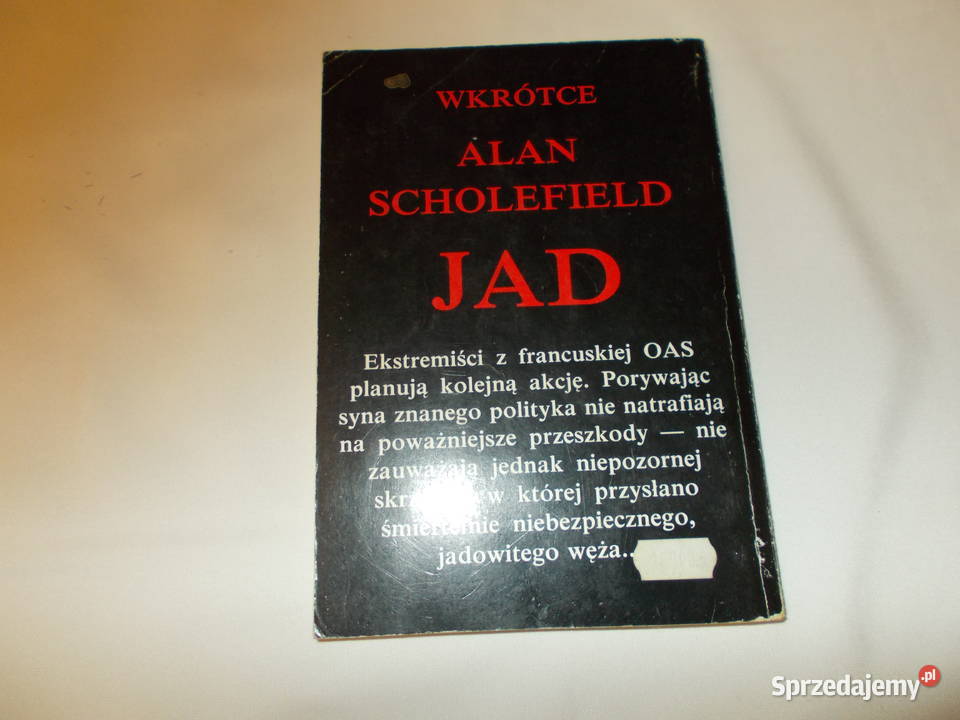 WKRÓTCE
ALAN
SCHOLEFIELD
JAD
Ekstremiści z francuskiej OAS
planują kolejną akcję. Porywając
syna znanego polityka nie natrafiają
na poważniejsze przeszkody — nie
zauważają jednak niepozornej
w której przysłano
śmiertelnie niebezpiecznego,
jadowitego węża..
Sprzedajemy.pl